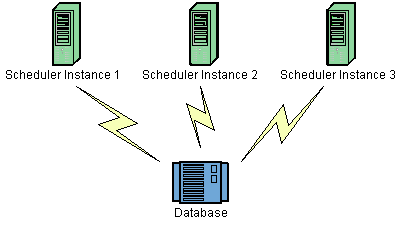 Scheduler Instance 1
Scheduler Instance 2
Scheduler Instance 3
Database